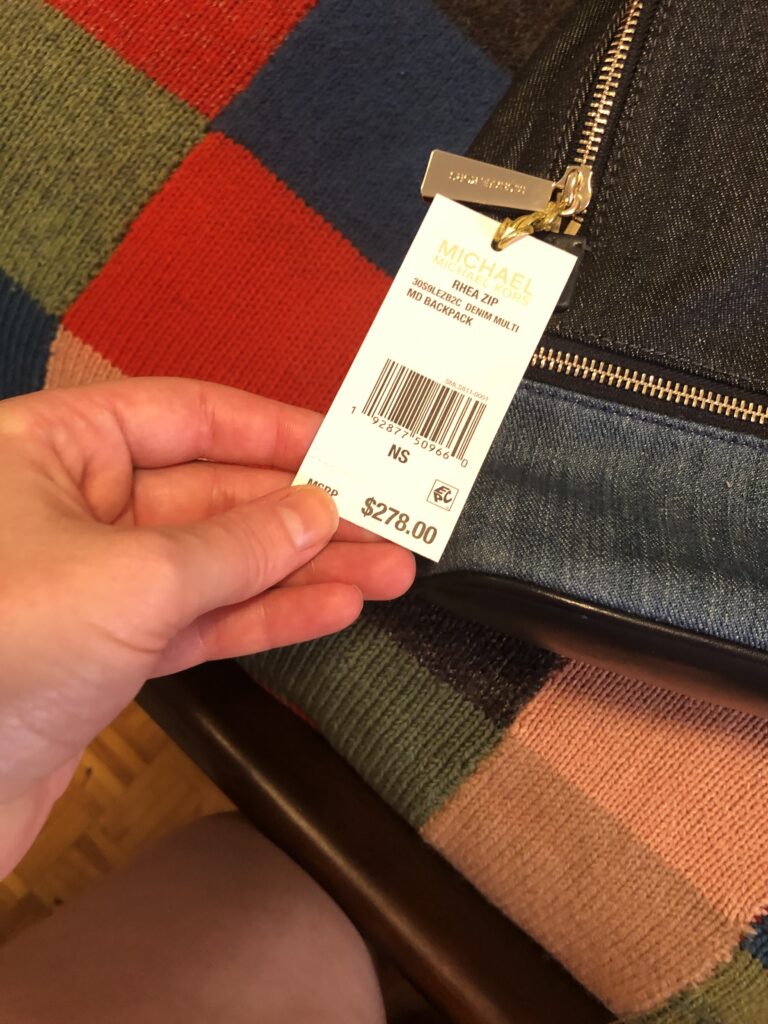 MICHAEL
MICHAEL KORS
RHEA ZIP
30S9LEZB2C DENIM MULTI
MD BACKPACK
1 92877 50966 0
NS
MSRP
$278.00